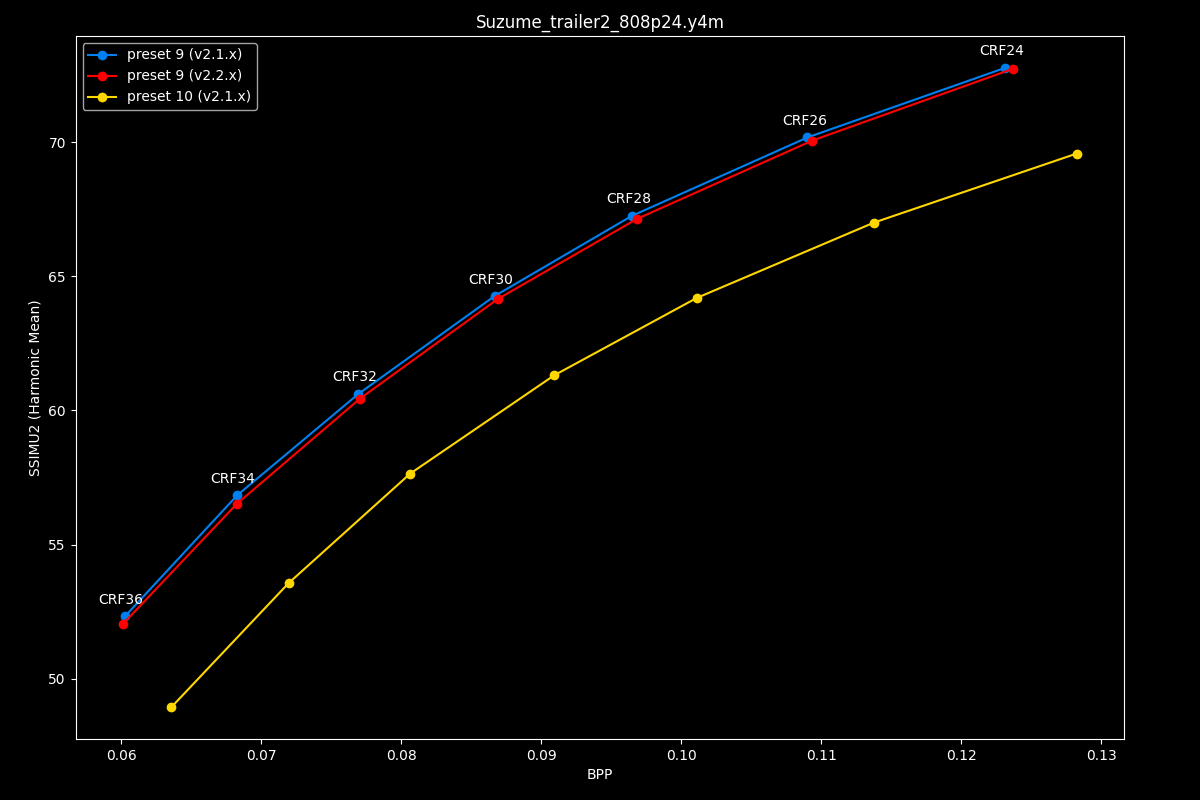 Suzume_trailer2_808p24.y4m
preset 9 (v2.1.x)
preset 9 (v2.2.x)
preset 10 (v2.1.x)
CRF24
CRF26
CRF28
CRF30
CRF32
CRF34
CRF36
70
65
60
55
50
SSIMU2 (Harmonic Mean)
0.06 0.07 0.08 0.09 0.10 0.11 0.12 0.13
BPP